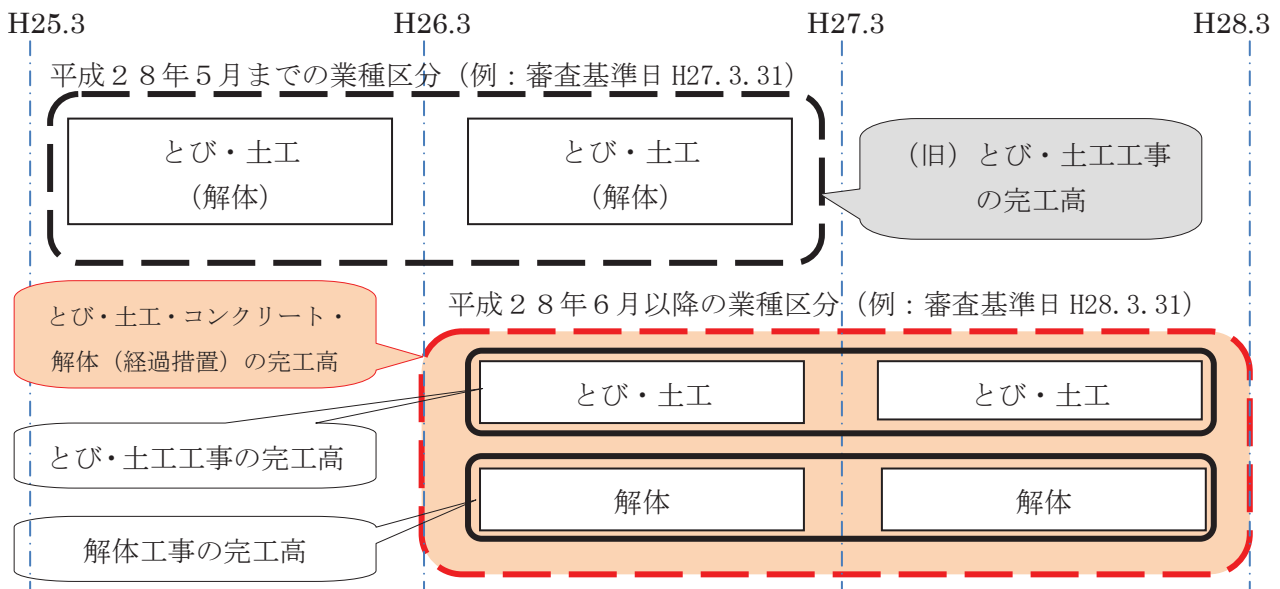 H25.3
H26.3
H27.3
H28.3
平成２８年５月までの業種区分（例：審査基準日 H27.3.31）
とび・土工
(解体)
とび・土工
(解体)
（旧）とび・土工工事
の完工高
とび・土工・コンクリート・
解体（経過措置）の完工高
平成２８年６月以降の業種区分（例：審査基準日 H28.3.31）
とび・土工
とび・土工
とび・土工工事の完工高
解体
解体
解体工事の完工高